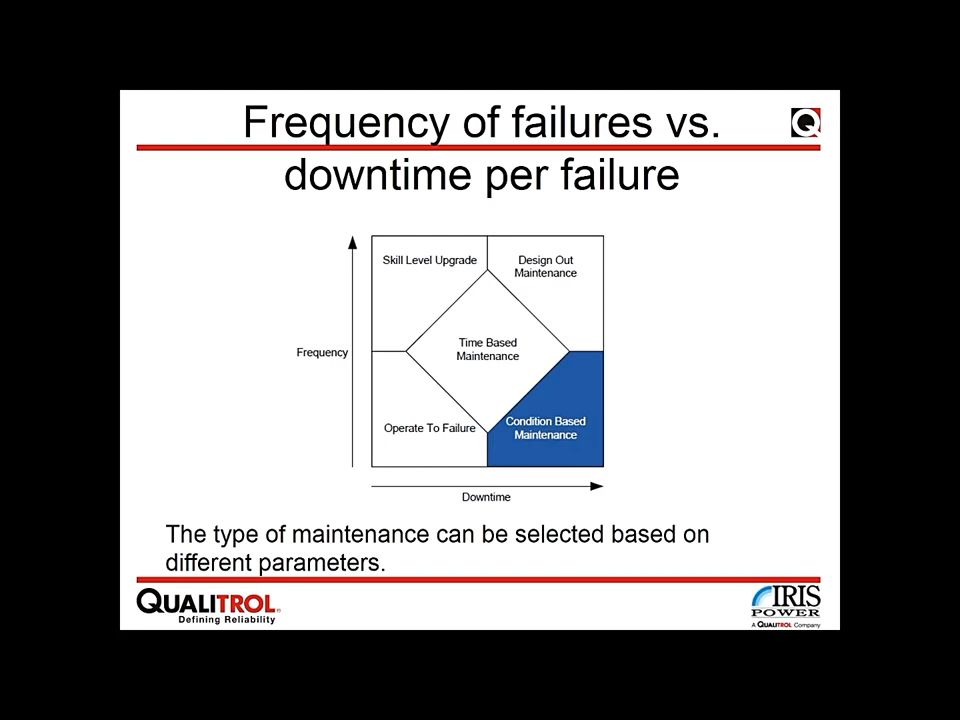 Frequency of failures vs.
downtime per failure
Q
Skill Level Upgrade
Design Out
Maintenance
Time Based
Maintenance
Frequency
Operate To Failure
Condition Based
Maintenance
Downtime
The type of maintenance can be selected based on
different parameters.
QUALITROL®
Defining Reliability
IRIS
POWER
A QUALITROL Company